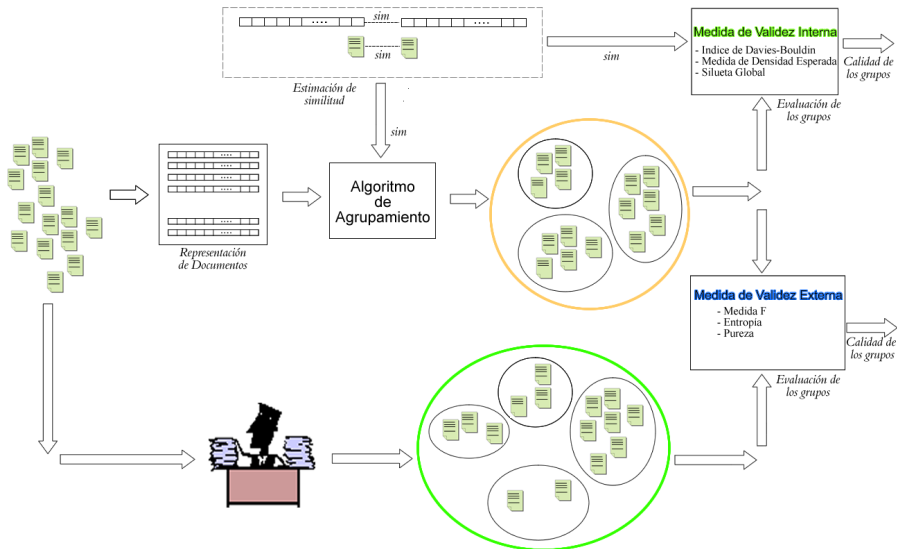 sim
sim
Estimación de
similitud
sim
sim
Medida de Validez Interna
- Indice de Davies-Bouldin
- Medida de Densidad Esperada
- Silueta Global
Calidad de
los grupos
Evaluación de
los grupos
....
....
....
....
....
....
....
....
Representación
de Documentos
Algoritmo
de
Agrupamiento
Medida de Validez Externa
- Medida F
- Entropía
- Pureza
Calidad de
los grupos
Evaluación de
los grupos